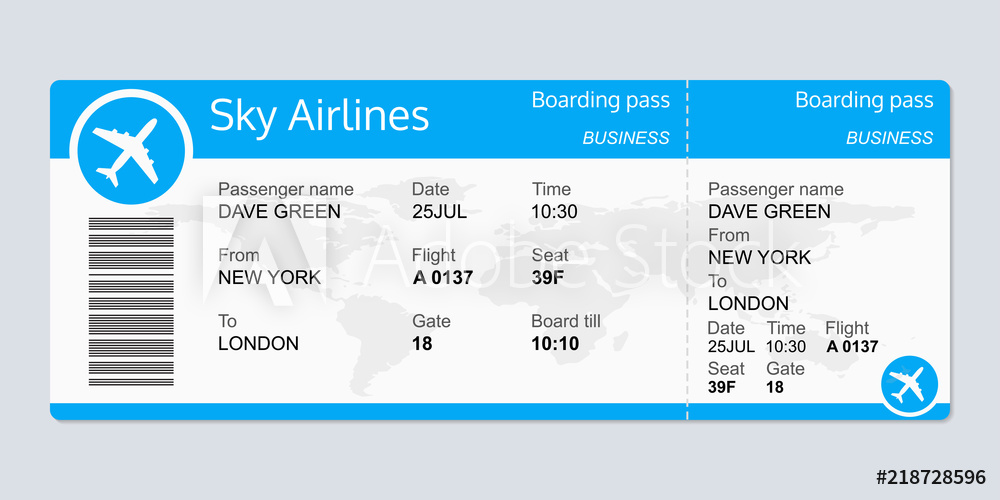 Sky Airlines
Boarding pass
BUSINESS
Passenger name Date Time
DAVE GREEN 25JUL 10:30
From Flight Seat
NEW YORK A 0137 39F
To Gate Board till
LONDON 18 10:10
Boarding pass
BUSINESS
Passenger name
DAVE GREEN
From
NEW YORK
To
LONDON
Date Time Flight
25JUL 10:30 A 0137
Seat Gate
39F 18
Adobe Stock
#218728596